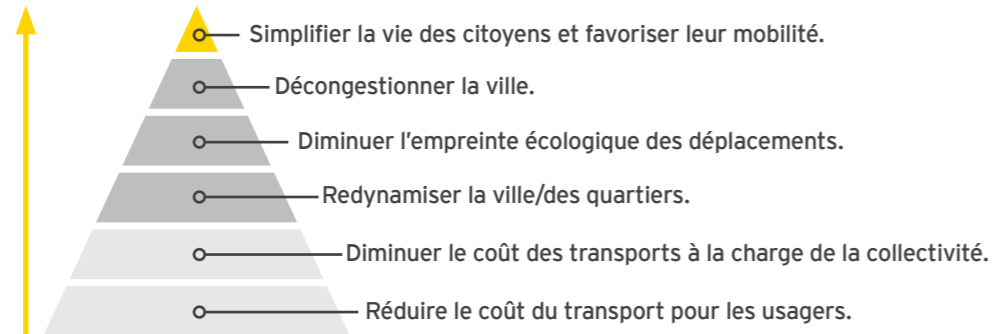 Simplifier la vie des citoyens et favoriser leur mobilité.
Décongestionner la ville.
Diminuer l'empreinte écologique des déplacements.
Redynamiser la ville/des quartiers.
Diminuer le coût des transports à la charge de la collectivité.
Réduire le coût du transport pour les usagers.